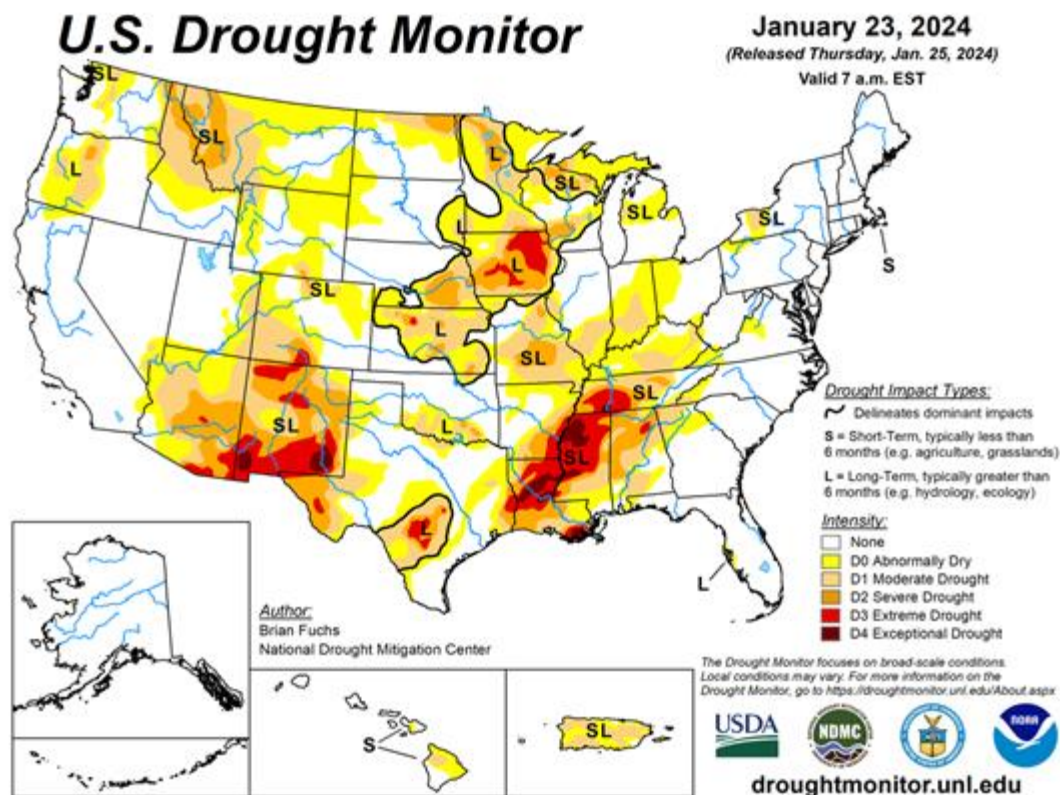 U.S. Drought Monitor
January 23, 2024
(Released Thursday, Jan. 25, 2024)
Valid 7 a.m. EST
SL
SL
L
L
SL
SL
SL
L
S
L
SL
L
SL
SL
SL
L
SL
L
L
S
SL
Drought Impact Types:
Delineates dominant impacts
S = Short-Term, typically less than
6 months (e.g. agriculture, grasslands)
L = Long-Term, typically greater than
6 months (e.g. hydrology, ecology)
Intensity:
None
D0 Abnormally Dry
D1 Moderate Drought
D2 Severe Drought
D3 Extreme Drought
D4 Exceptional Drought
Author:
Brian Fuchs
National Drought Mitigation Center
The Drought Monitor focuses on broad-scale conditions.
Local conditions may vary. For more information on the
Drought Monitor, go to https://droughtmonitor.unl.edu/About.aspx
USDA
NDMC
NOAA
droughtmonitor.unl.edu